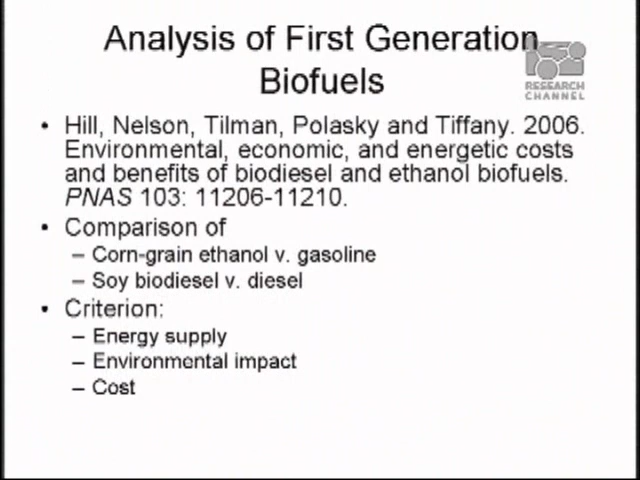 Analysis of First Generation
Biofuels
RESEARCH
CHANNEL
• Hill, Nelson, Tilman, Polasky and Tiffany. 2006.
Environmental, economic, and energetic costs
and benefits of biodiesel and ethanol biofuels.
PNAS 103: 11206-11210.
• Comparison of
– Corn-grain ethanol v. gasoline
– Soy biodiesel v. diesel
• Criterion:
– Energy supply
– Environmental impact
– Cost